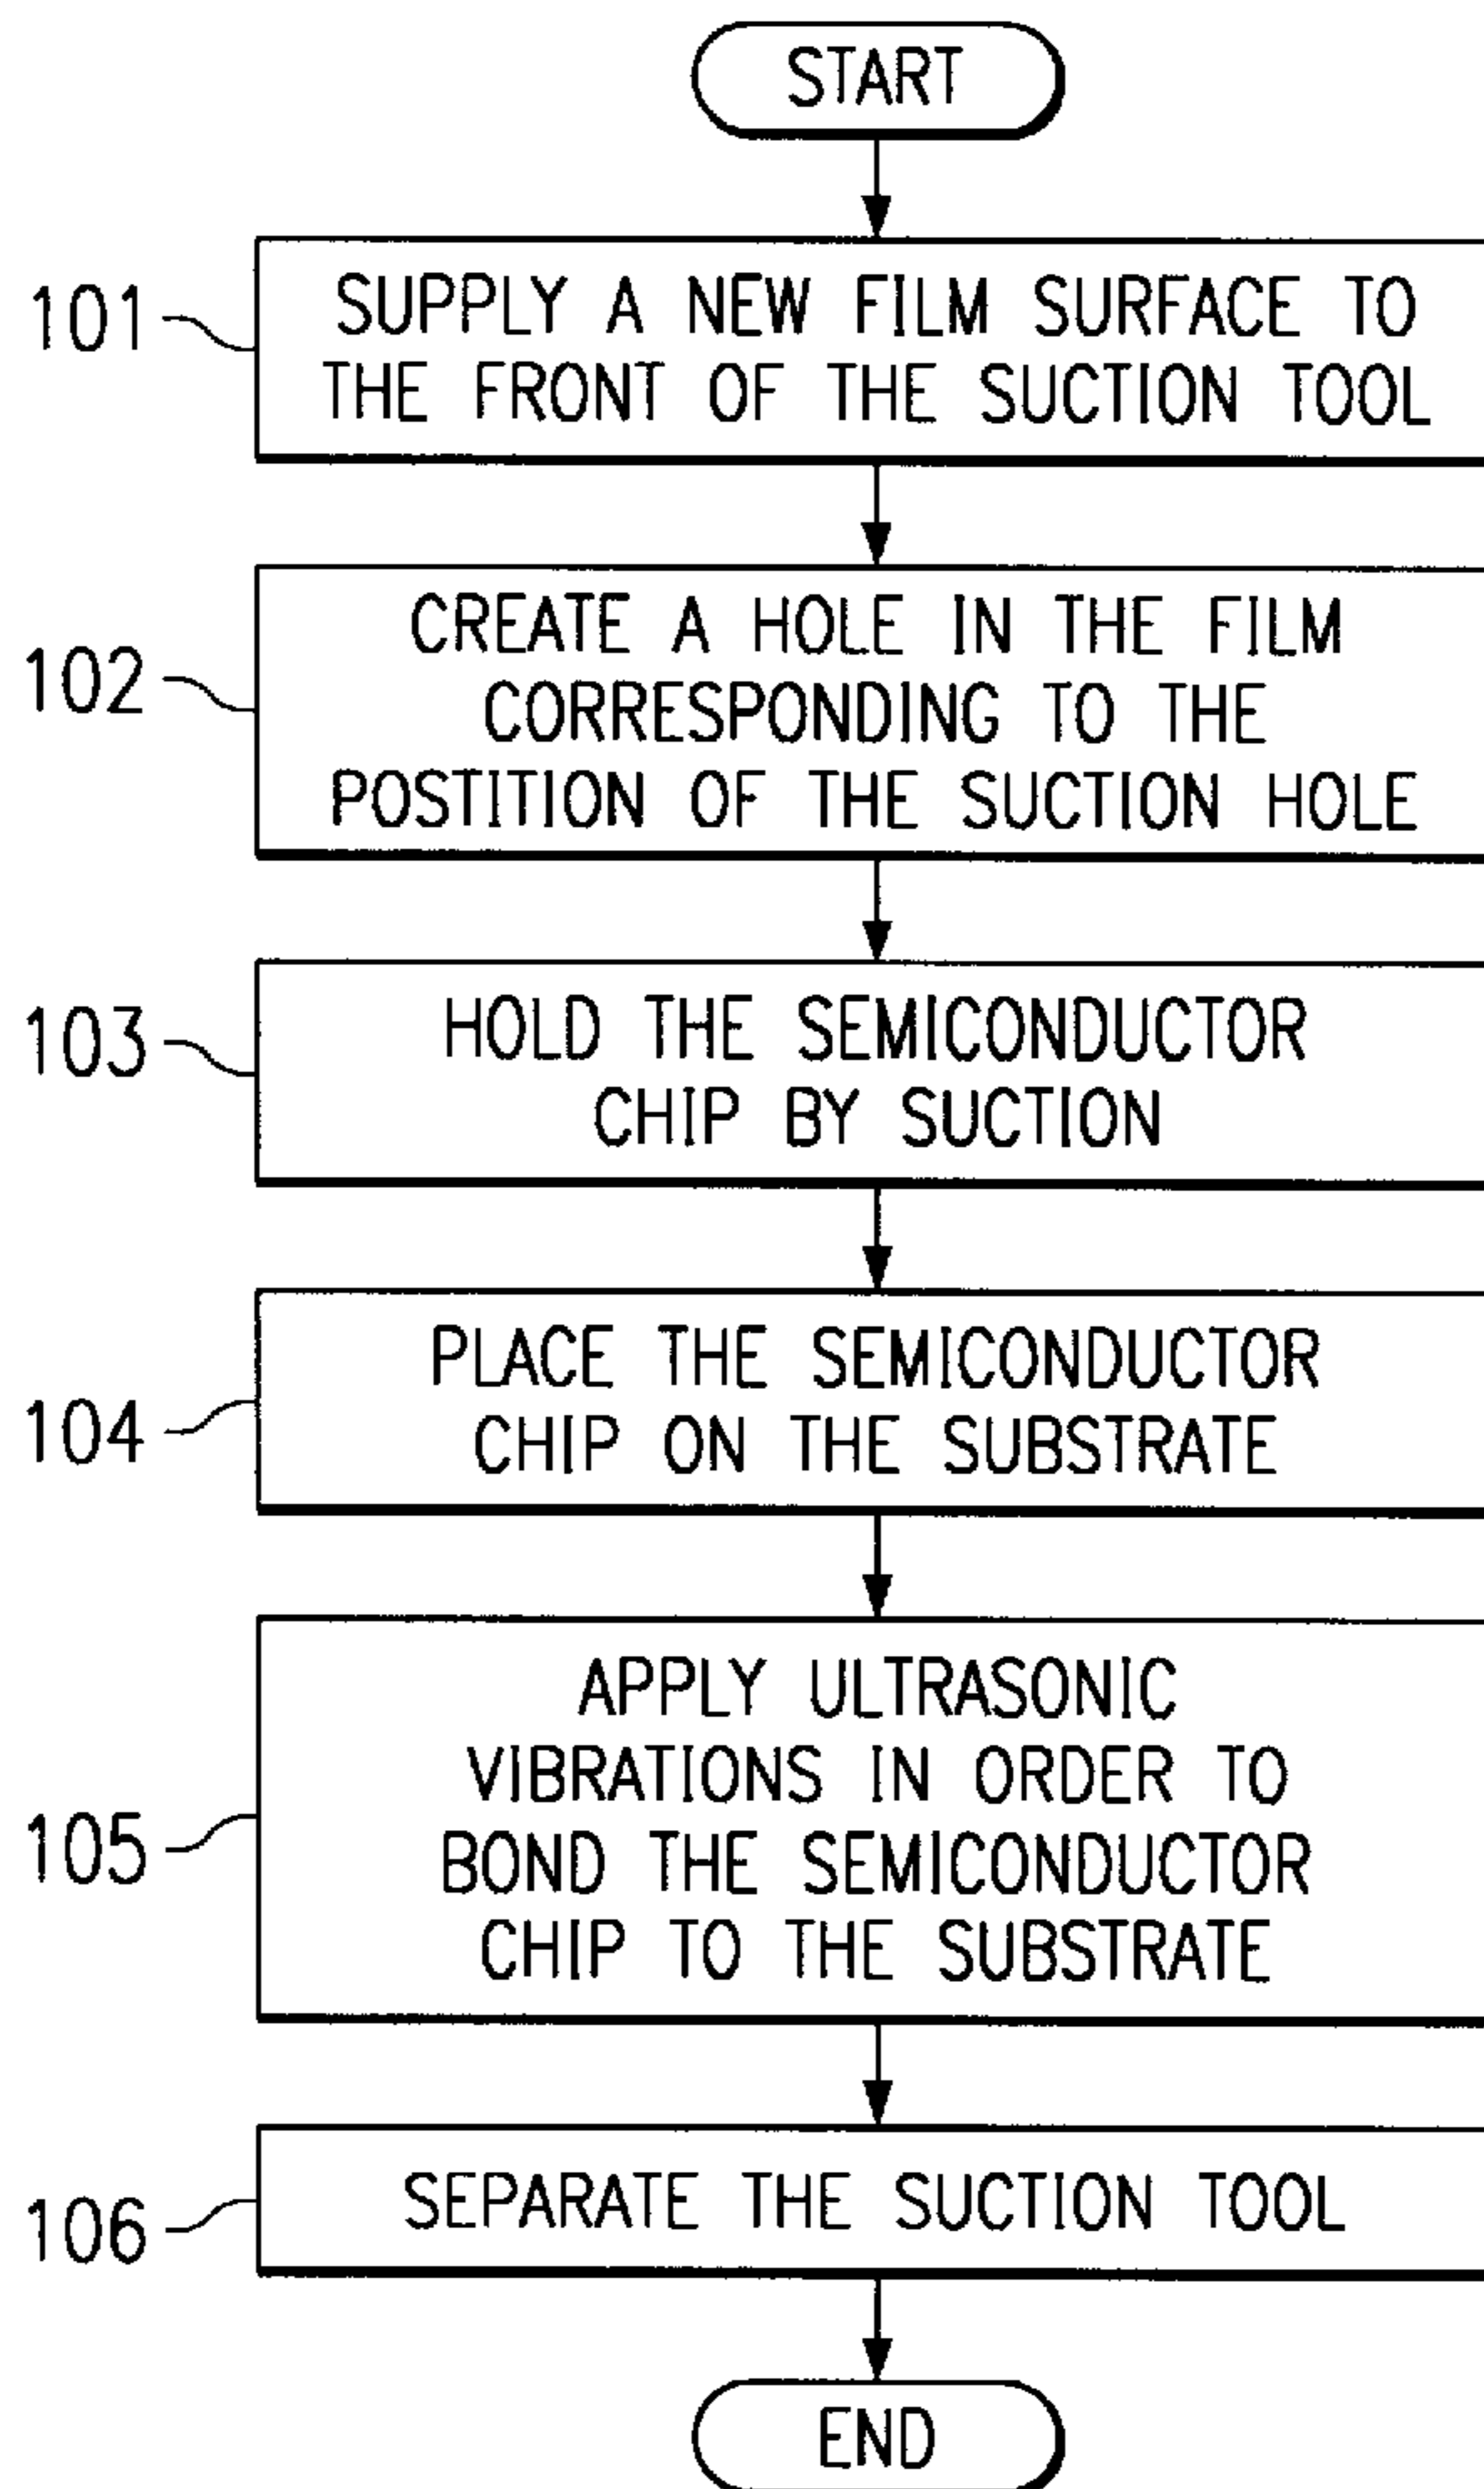 START
101
SUPPLY A NEW FILM SURFACE TO
THE FRONT OF THE SUCTION TOOL
102
CREATE A HOLE IN THE FILM
CORRESPONDING TO THE
POSTITION OF THE SUCTION HOLE
103
HOLD THE SEMICONDUCTOR
CHIP BY SUCTION
104
PLACE THE SEMICONDUCTOR
CHIP ON THE SUBSTRATE
105
APPLY ULTRASONIC
VIBRATIONS IN ORDER TO
BOND THE SEMICONDUCTOR
CHIP TO THE SUBSTRATE
106
SEPARATE THE SUCTION TOOL
END